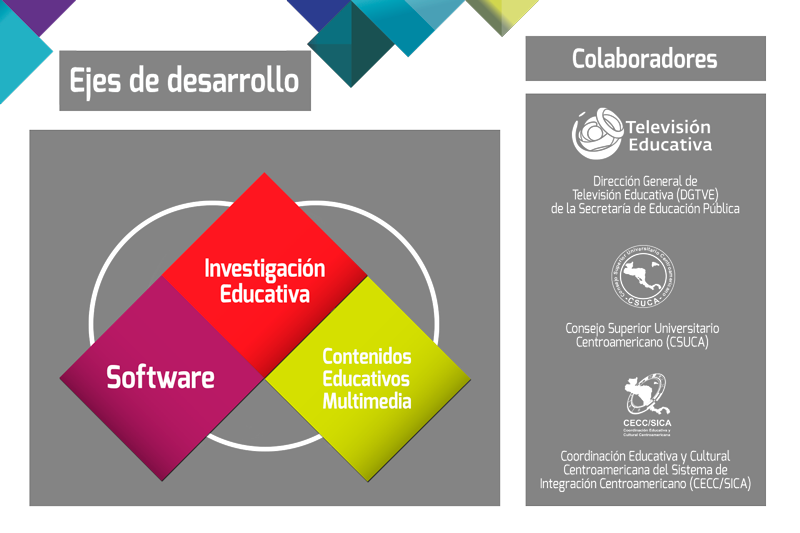 Ejes de desarrollo
Investigación
Educativa
Software
Contenidos
Educativos
Multimedia
Colaboradores
Televisión
Educativa
Dirección General de
Televisión Educativa (DGTVE)
de la Secretaría de Educación Pública
Consejo Superior Universitario Centroamericano
CSUCA
Consejo Superior Universitario
Centroamericano (CSUCA)
CECC/SICA
Coordinación Educativa y
Cultural Centroamericana
Coordinación Educativa y Cultural
Centroamericana del Sistema de
Integración Centroamericano (CECC/SICA)